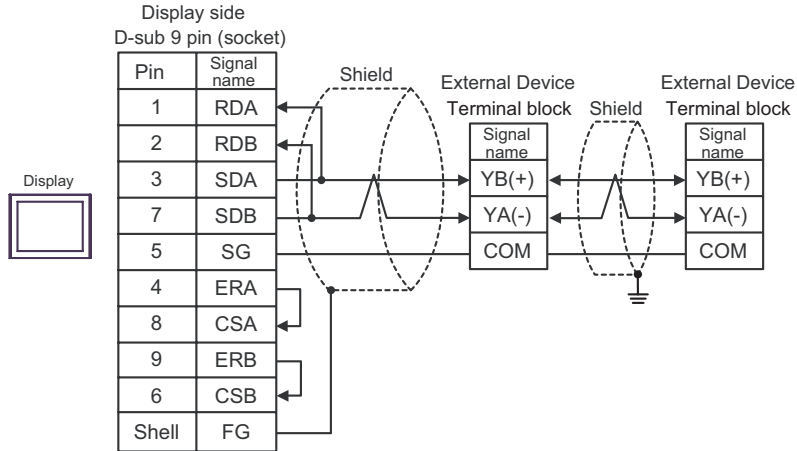 Display side
D-sub 9 pin (socket)
Pin Signal name
Shield
External Device
Terminal block
Shield
External Device
Terminal block
1 RDA
Signal name
Signal name
2 RDB
Display
3 SDA YB(+) YB(+)
7 SDB YA(-) YA(-)
5 SG COM COM
4 ERA
8 CSA
9 ERB
6 CSB
Shell FG